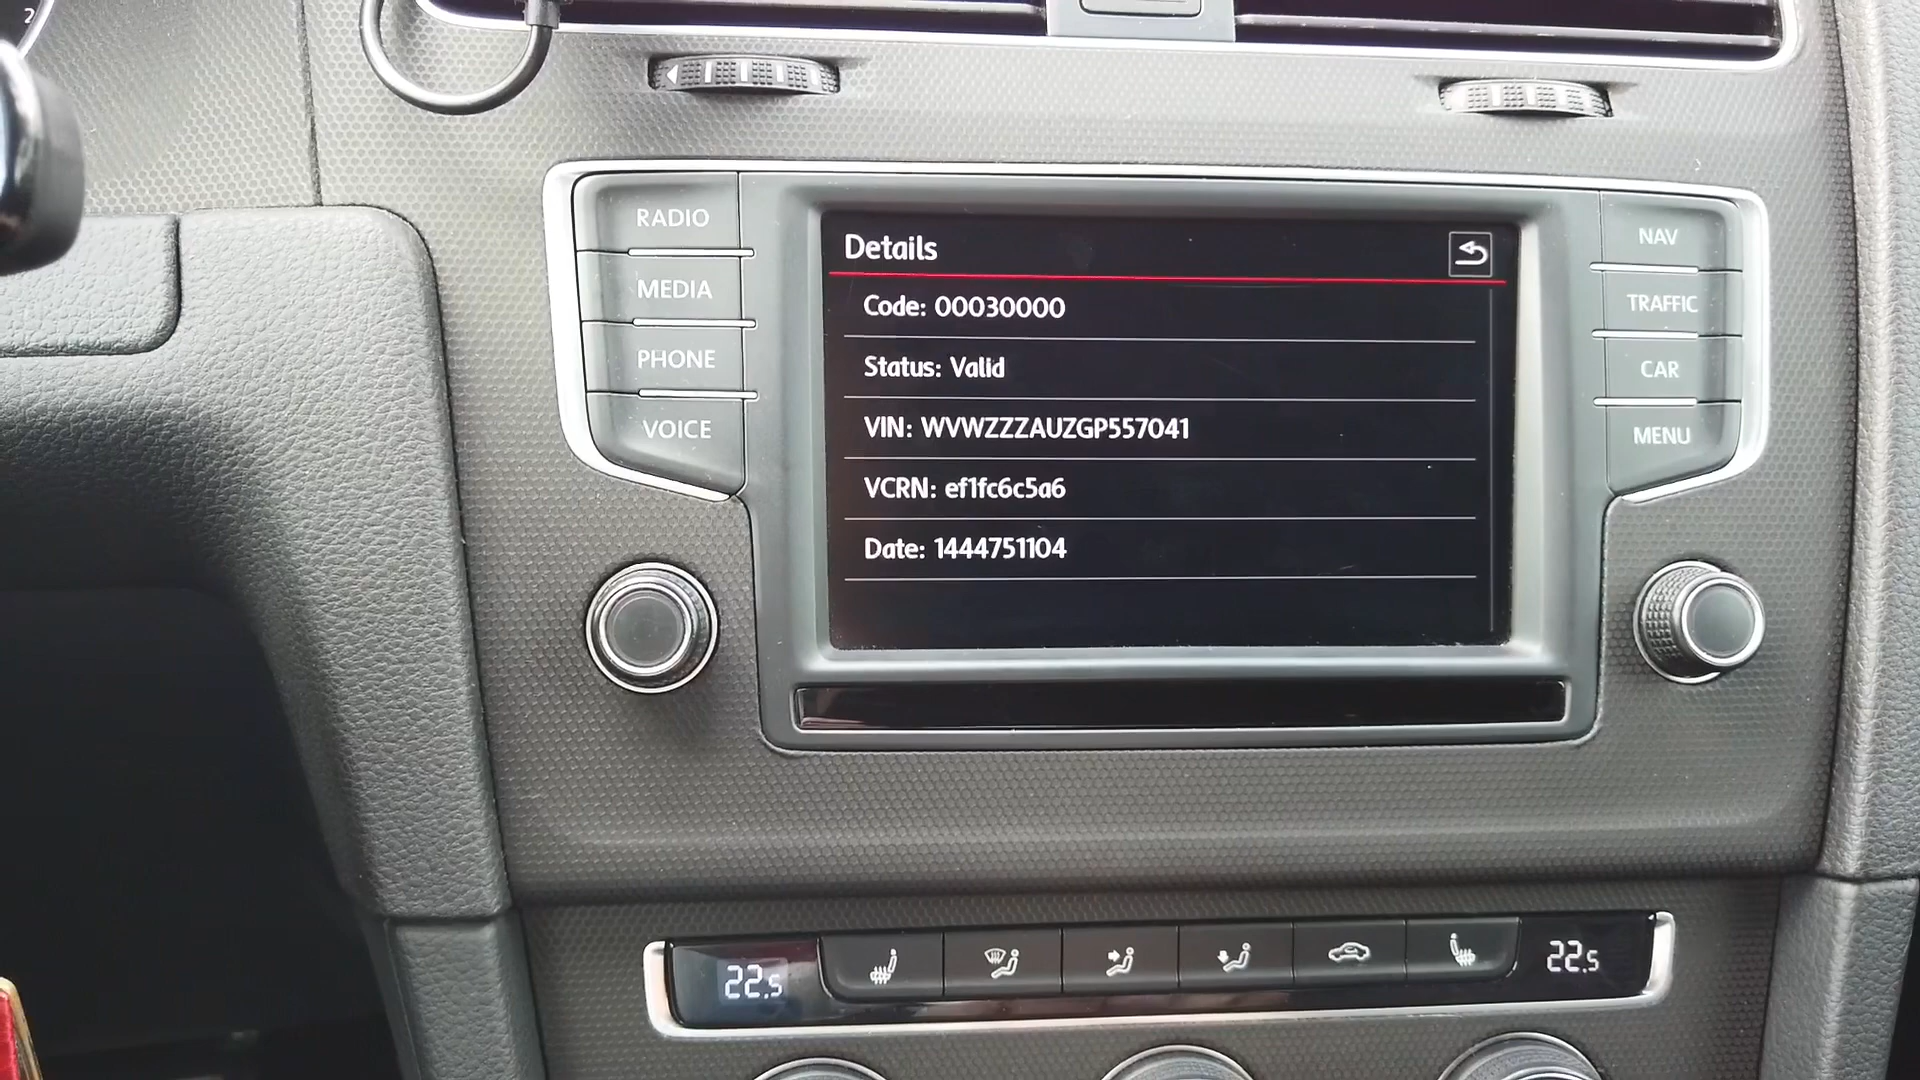 2
RADIO
MEDIA
PHONE
VOICE
Details
Code: 00030000
Status: Valid
VIN: WVWZZZAUZGP557041
VCRN: ef1fc6c5a6
Date: 1444751104
NAV
TRAFFIC
CAR
MENU
22.5
22.5